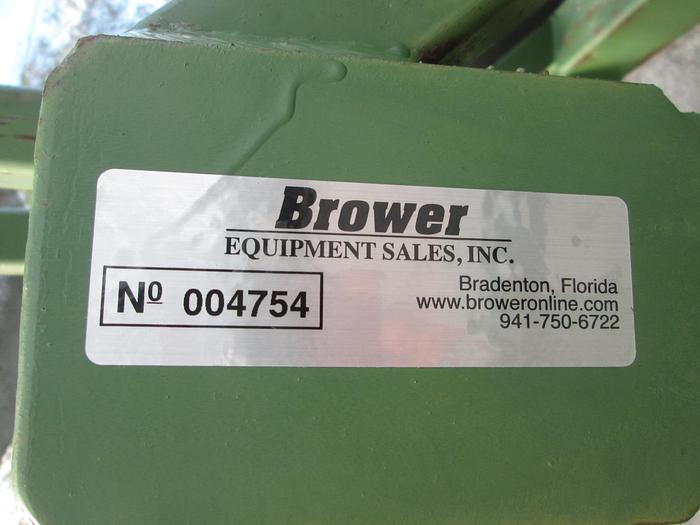 Brower
EQUIPMENT SALES, INC.
Nº 004754
Bradenton, Florida
www.broweronline.com
941-750-6722